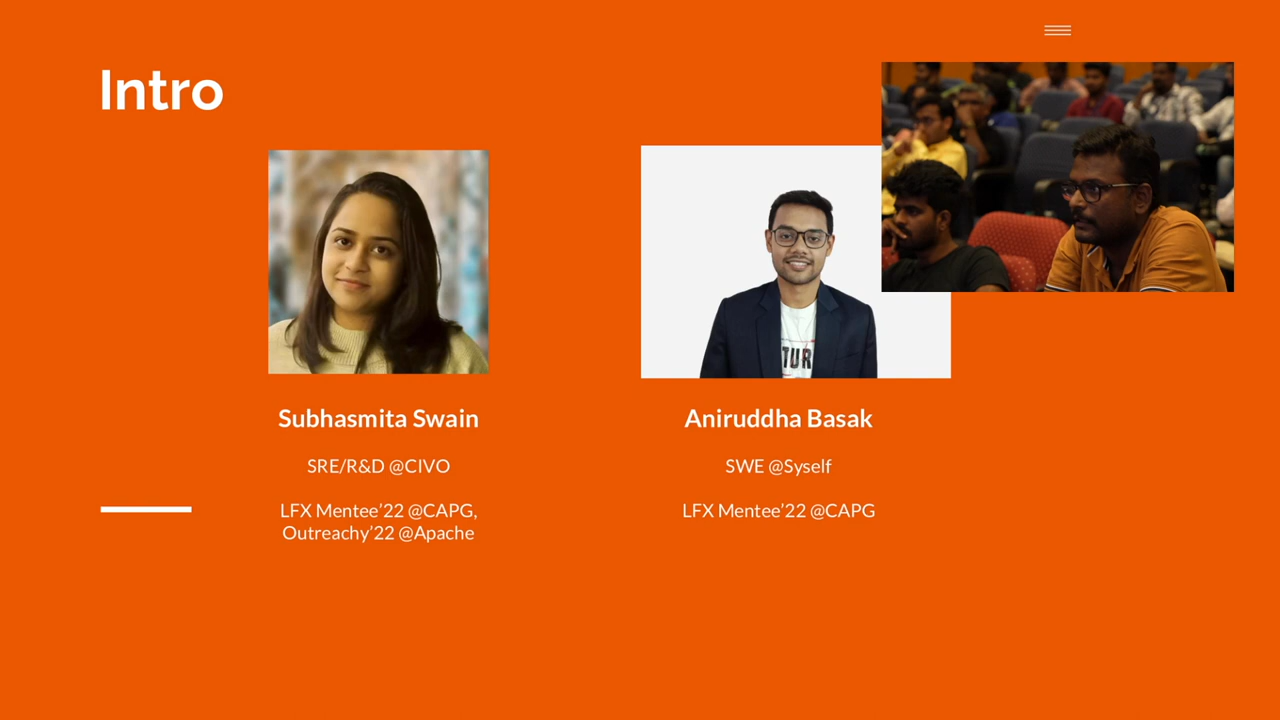 Intro
Subhasmita Swain
SRE/R&D @CIVO
LFX Mentee’22 @CAPG,
Outreachy’22 @Apache
TUR
Aniruddha Basak
SWE @Syself
LFX Mentee’22 @CAPG